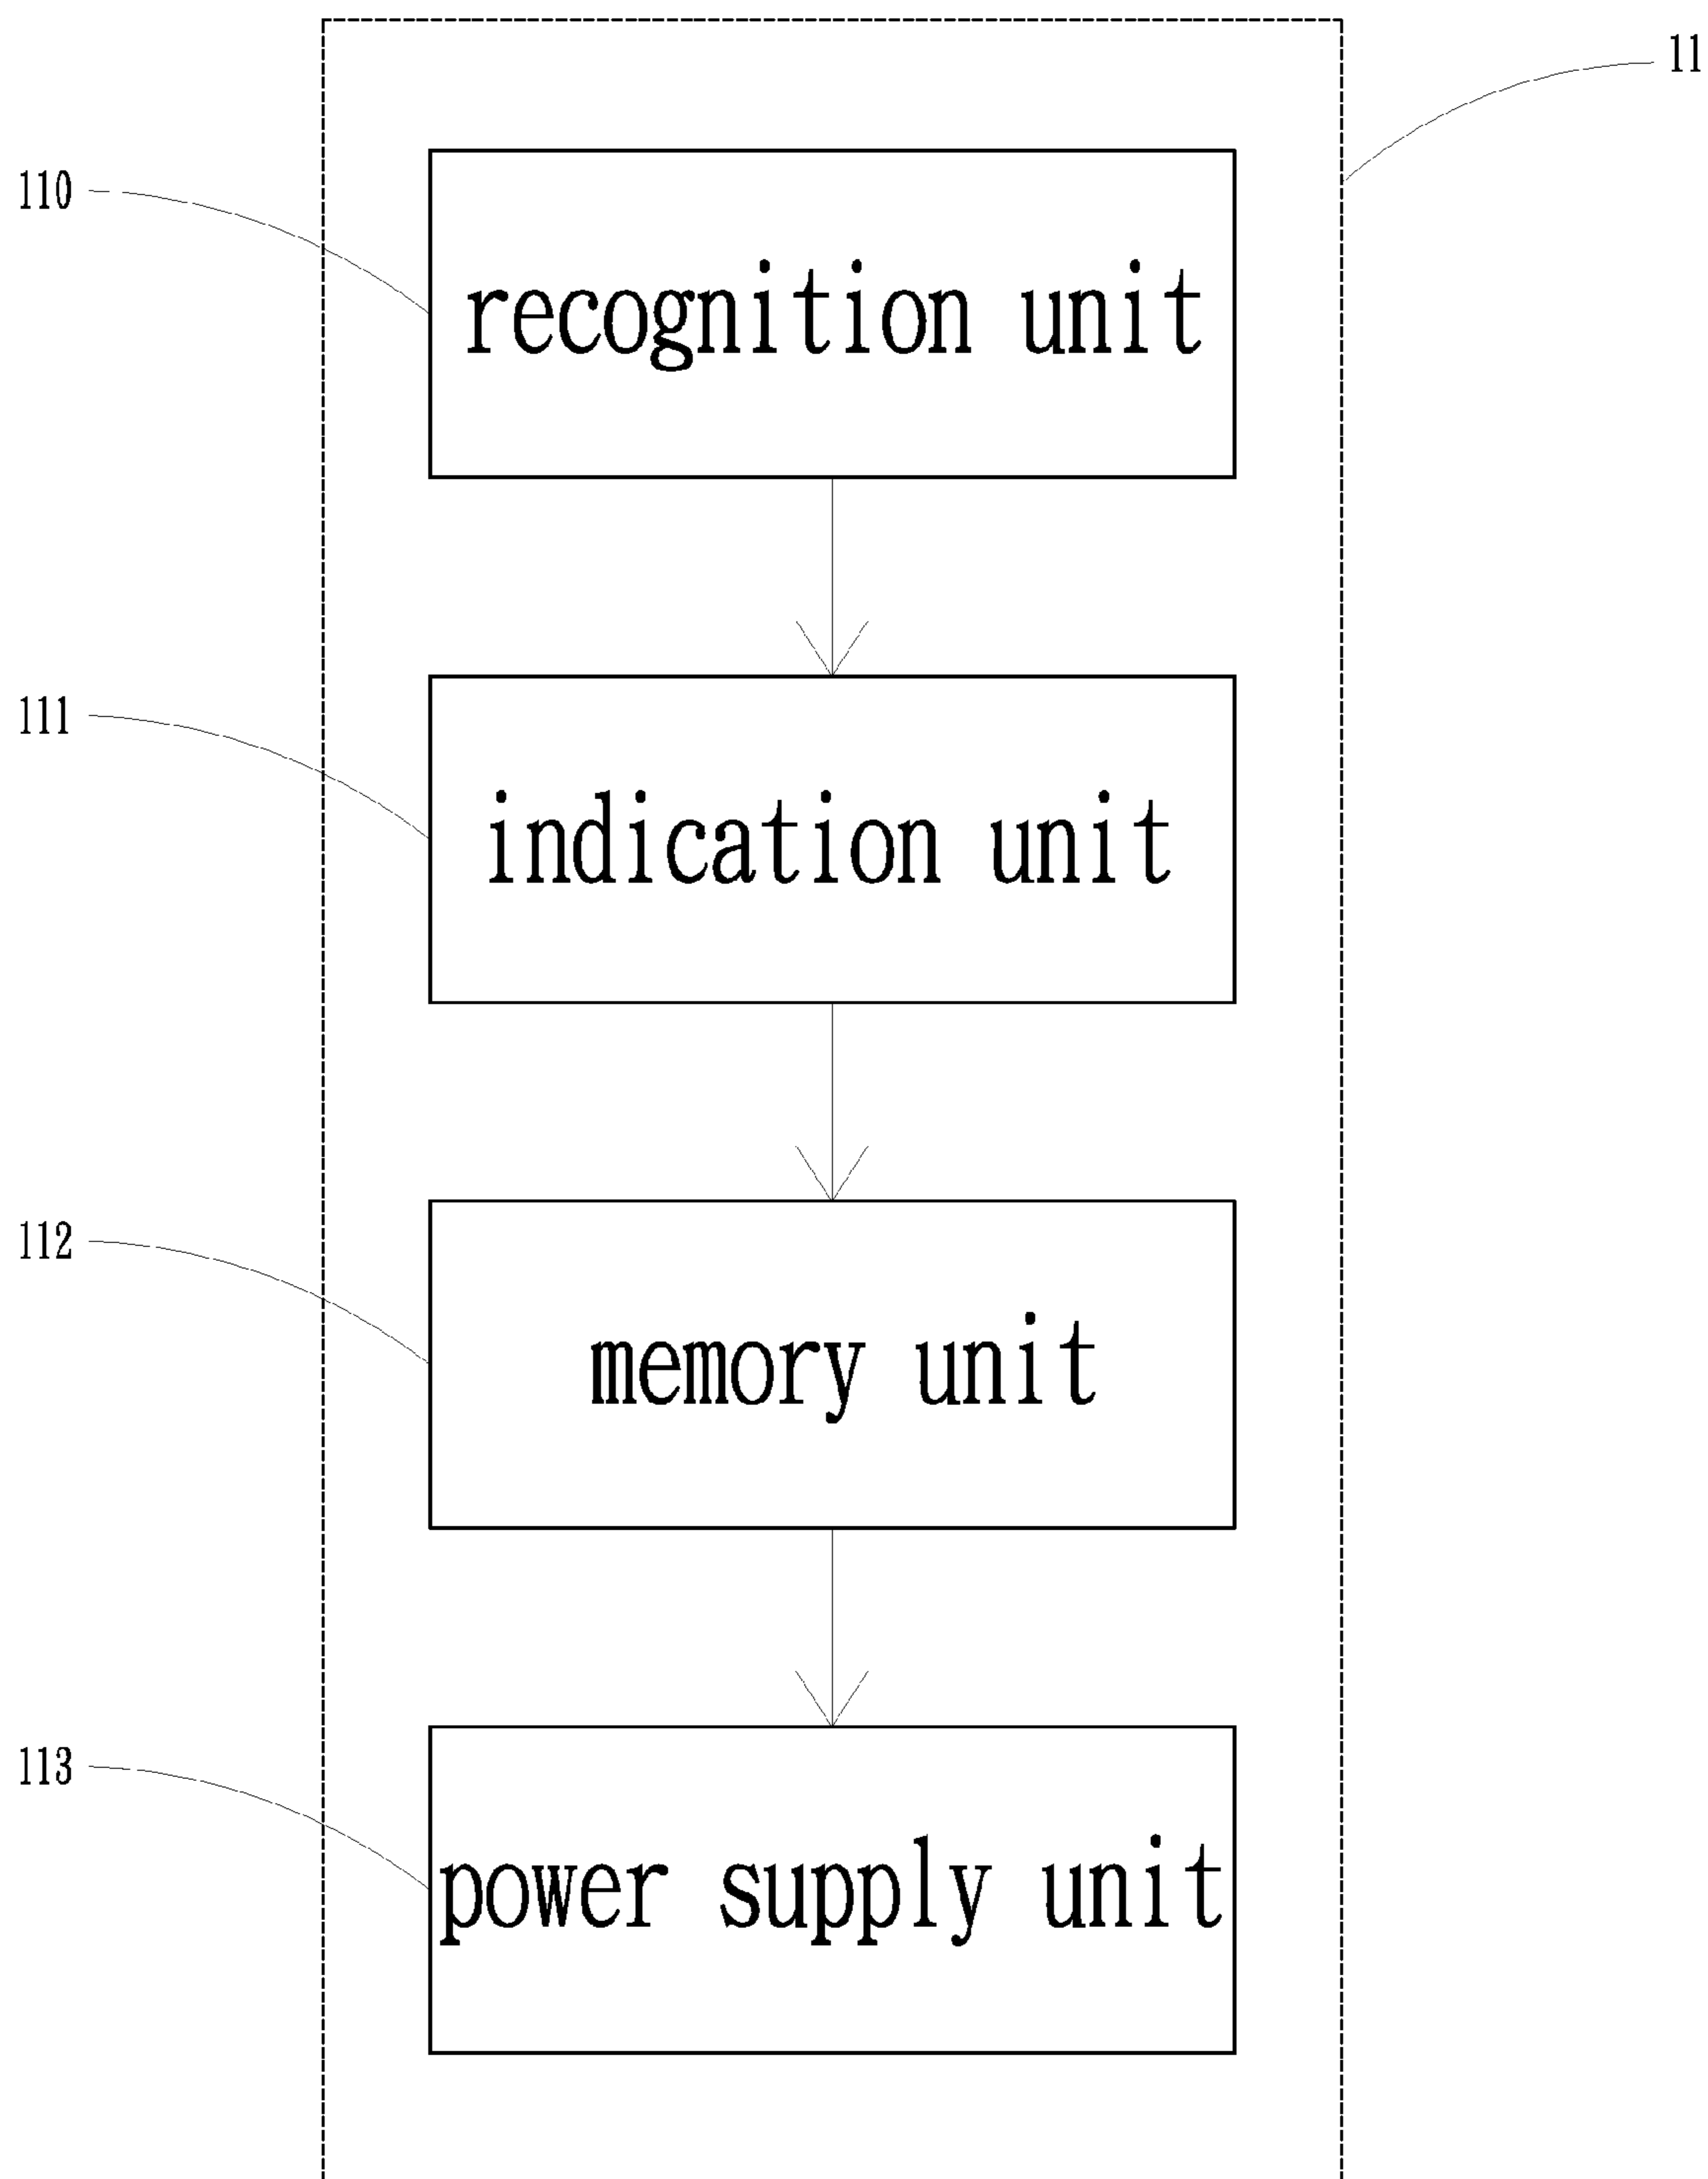 11
110
recognition unit
111
indication unit
112
memory unit
113
power supply unit